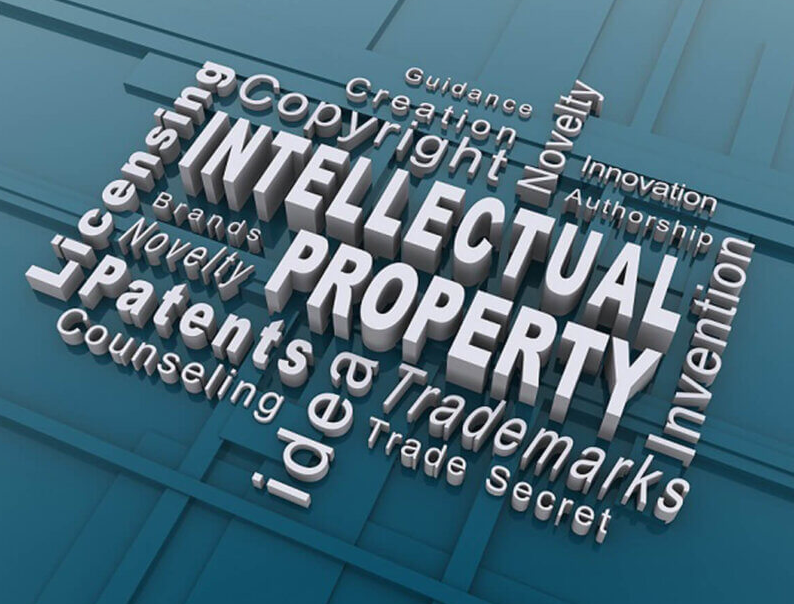 Guidance
Creation
Copyright
Novelty
Licensing
INTELLECTUAL
Innovation
Authorship
Brands
Novelty
PROPERTY
Invention
Patents
Counseling
idea
Trademarks
Trade Secret